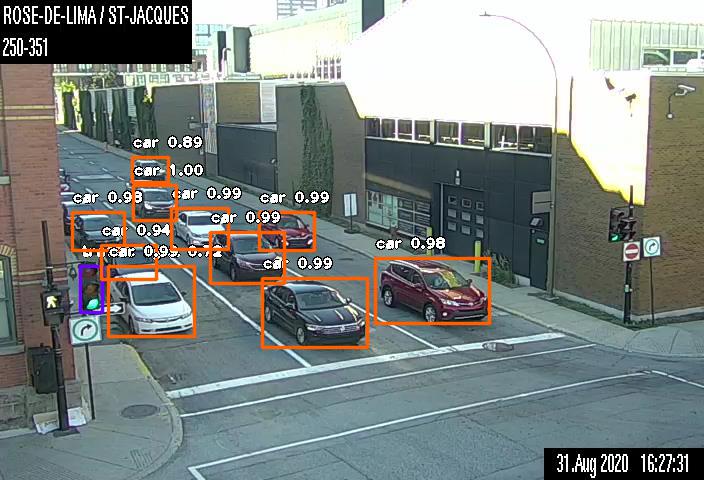 ROSE-DE-LIMA / ST-JACQUES
250-351
car 0.89
car 1.00
car 0.98
car 0.99
car 0.99
car 0.99
car 0.94
car 0.95
car 0.99
car 0.98
31.Aug 2020 16:27:31